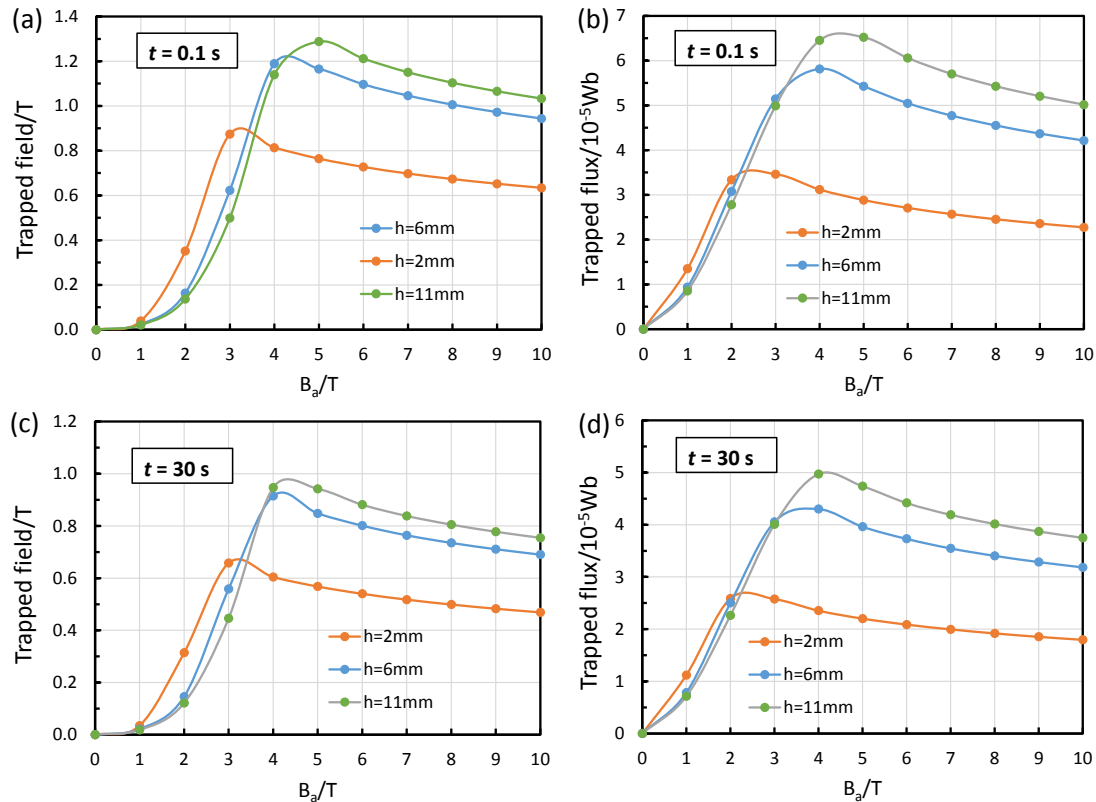 (a)
t = 0.1 s
Trapped field/T
1.4
1.2
1.0
0.8
0.6
0.4
0.2
0.0
h=6mm
h=2mm
h=11mm
0 1 2 3 4 5 6 7 8 9 10
Ba/T
(b)
t = 0.1 s
Trapped flux/10-5Wb
7
6
5
4
3
2
1
0
h=2mm
h=6mm
h=11mm
0 1 2 3 4 5 6 7 8 9 10
Ba/T
(c)
t = 30 s
Trapped field/T
1.2
1.0
0.8
0.6
0.4
0.2
0.0
h=2mm
h=6mm
h=11mm
0 1 2 3 4 5 6 7 8 9 10
Ba/T
(d)
t = 30 s
Trapped flux/10-5Wb
6
5
4
3
2
1
0
h=2mm
h=6mm
h=11mm
0 1 2 3 4 5 6 7 8 9 10
Ba/T